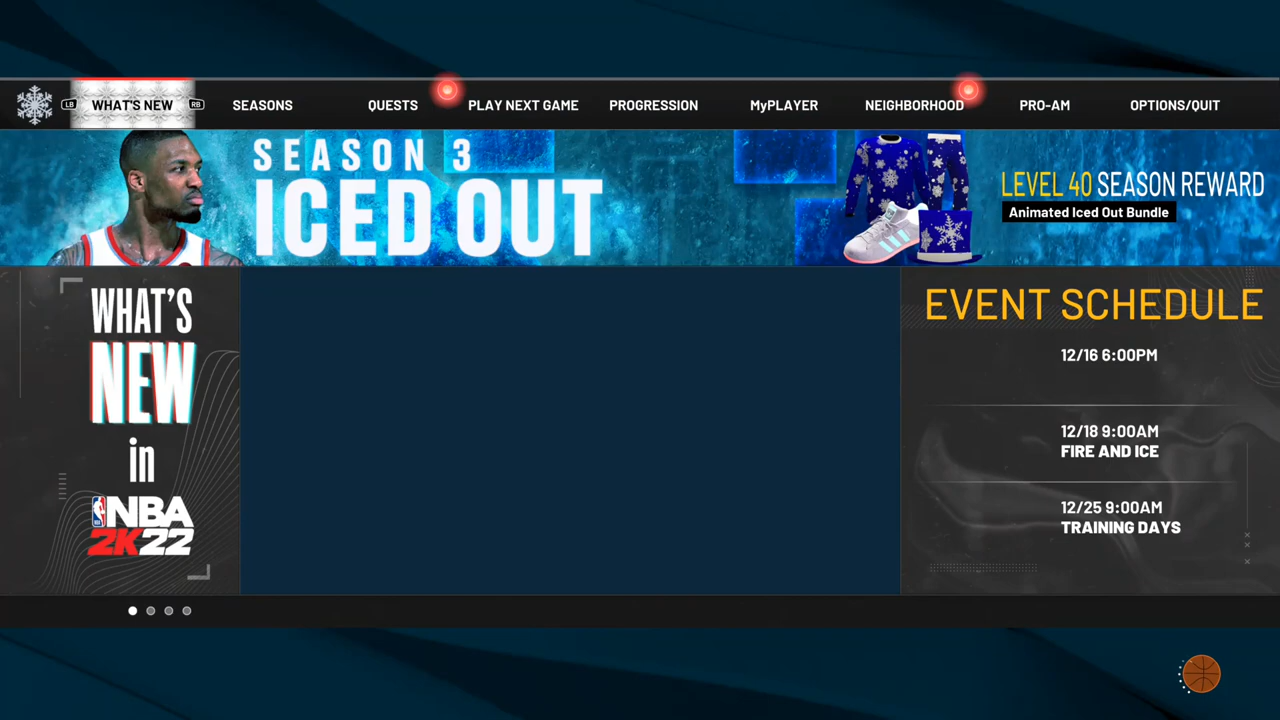 LB
WHAT'S NEW
RB
SEASONS
QUESTS
PLAY NEXT GAME
PROGRESSION
MyPLAYER
NEIGHBORHOOD
PRO-AM
OPTIONS/QUIT
SEASON 3
ICED OUT
LEVEL 40 SEASON REWARD
Animated Iced Out Bundle
WHAT'S
NEW
in
NBA
2K22
EVENT SCHEDULE
12/16 6:00PM
12/18 9:00AM
FIRE AND ICE
12/25 9:00AM
TRAINING DAYS